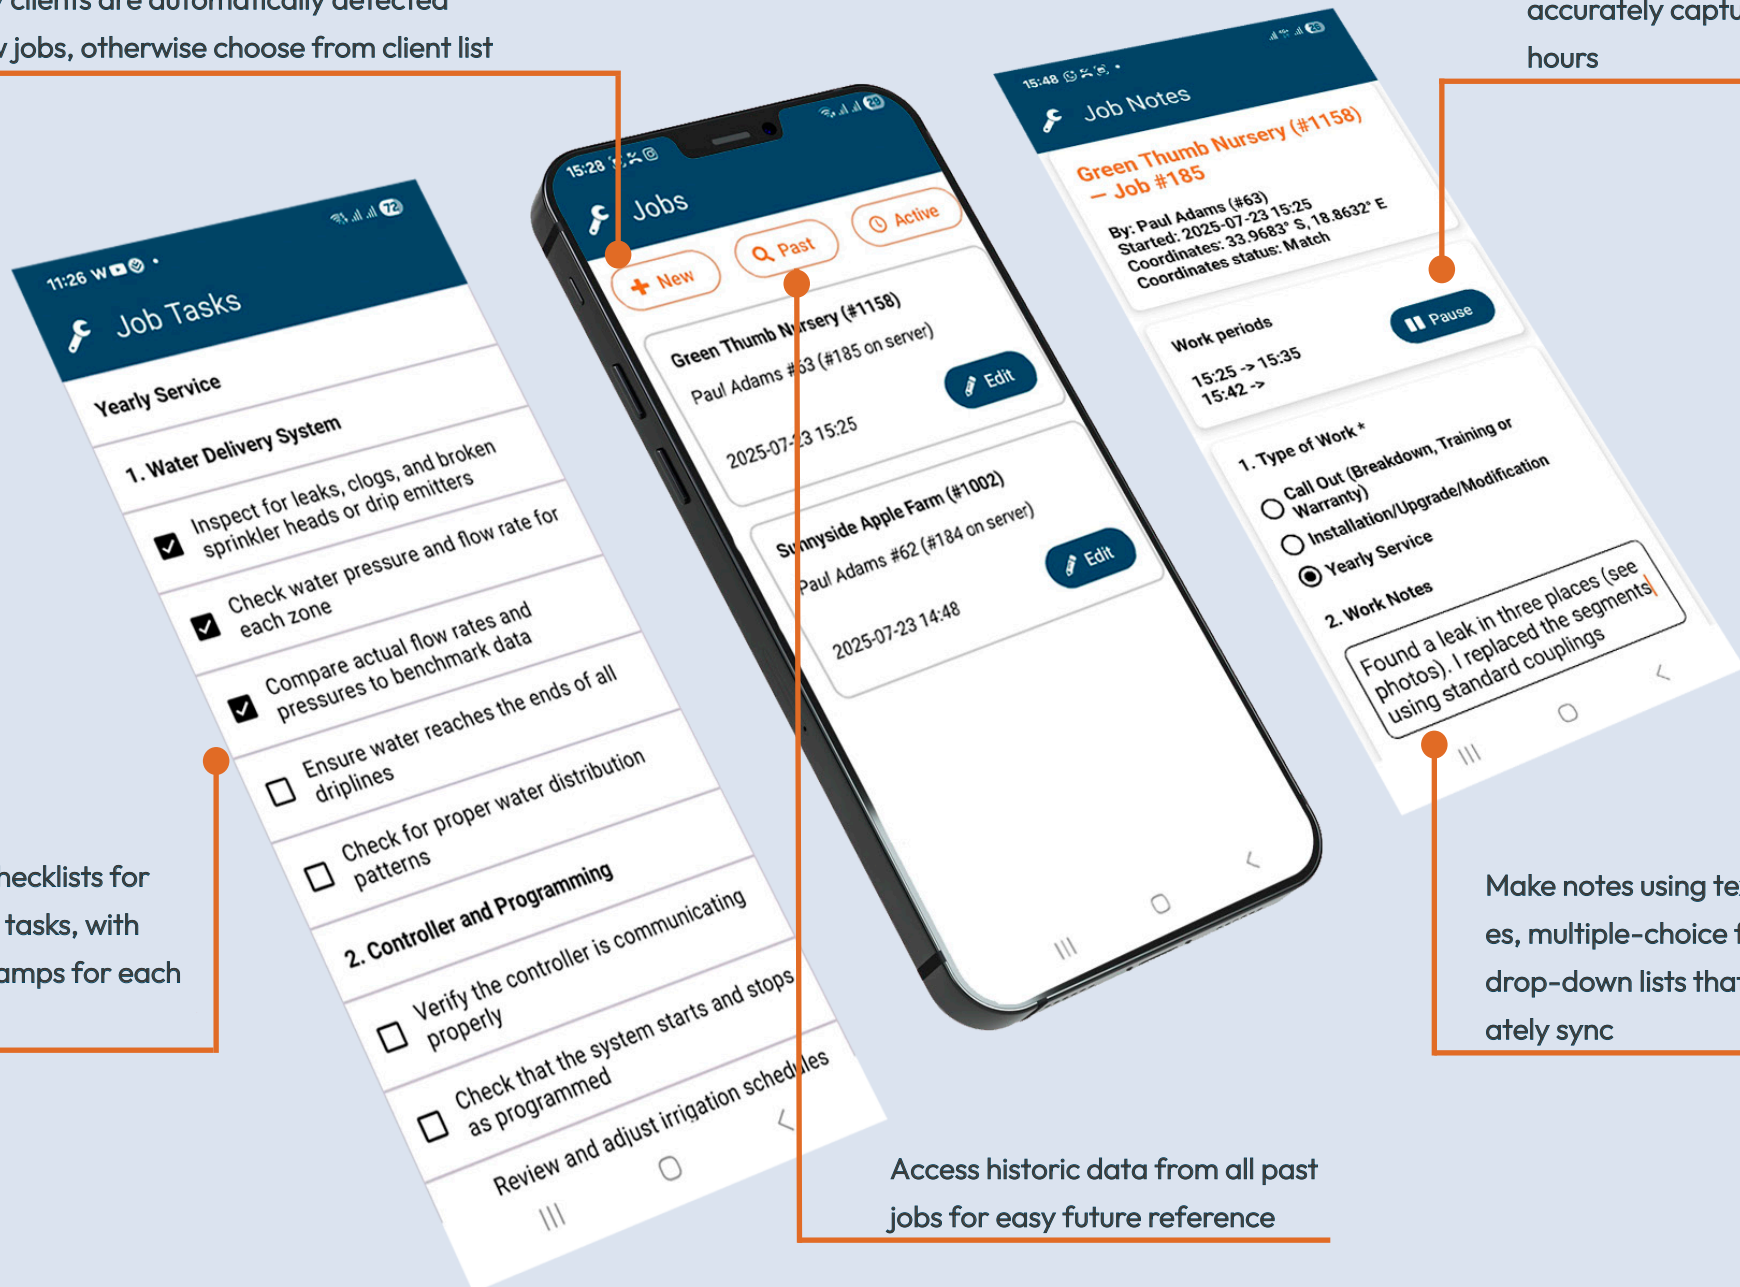 clients are automatically detected
jobs, otherwise choose from client list
accurately
hours
11:26
72
Job Tasks
Yearly Service
1. Water Delivery System
Inspect for leaks, clogs, and broken
sprinkler heads or drip emitters
Check water pressure and flow rate for
each zone
Compare actual flow rates and
pressures to benchmark data
Ensure water reaches the ends of all
driplines
Check for proper water distribution
patterns
2. Controller and Programming
Verify the controller is communicating
properly
Check that the system starts and stops
as programmed
Review and adjust irrigation schedules
15:28
29
Jobs
+ New
Past
Active
Green Thumb Nursery (#1158)
Paul Adams #63 (#185 on server)
2025-07-23 15:25
Edit
Sunnyside Apple Farm (#1002)
Paul Adams #62 (#184 on server)
2025-07-23 14:48
Edit
15:48
Job Notes
Green Thumb Nursery (#1158)
– Job #185
By: Paul Adams (#63)
Started: 2025-07-23 15:25
Coordinates: 33.9683° S, 18.8632° E
Coordinates status: Match
Work periods
15:25 -> 15:35
15:42 ->
Pause
1. Type of Work *
Call Out (Breakdown, Training or
Warranty)
Installation/Upgrade/Modification
Yearly Service
2. Work Notes
Found a leak in three places (see
photos). I replaced the segments
using standard couplings
hecklists for
tasks, with
amps for each
Access historic data from all past
jobs for easy future reference
Make notes using
es, multiple-choice
drop-down lists
ately sync